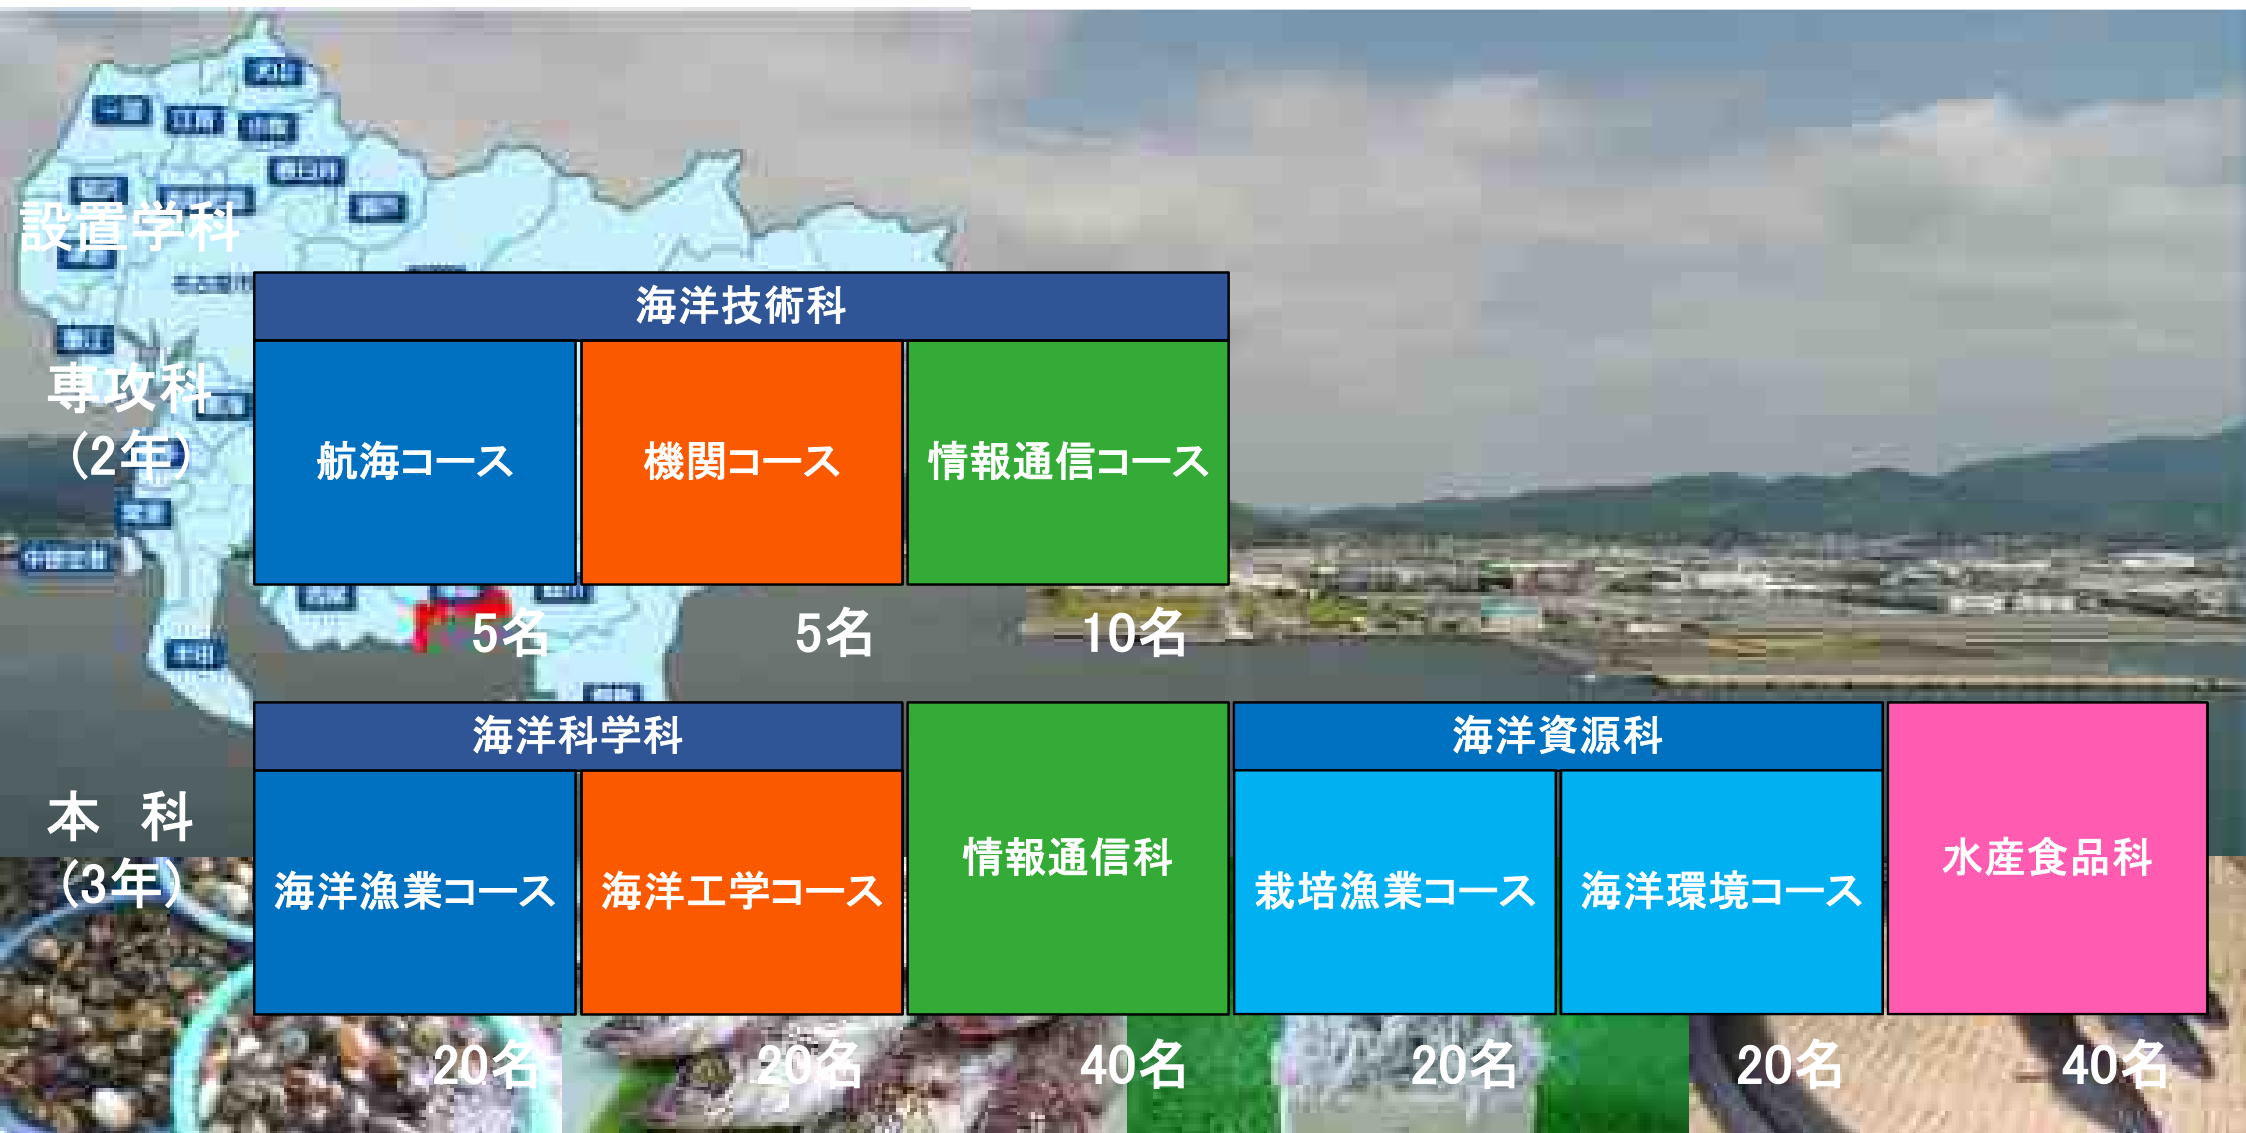 設置学科
名古屋市
海洋技術科
専攻科
(2年)
航海コース
機関コース
情報通信コース
5名
5名
10名
海洋科学科
海洋資源科
本 科
(3年)
海洋漁業コース
海洋工学コース
情報通信科
栽培漁業コース
海洋環境コース
水産食品科
20名
20名
40名
20名
20名
40名